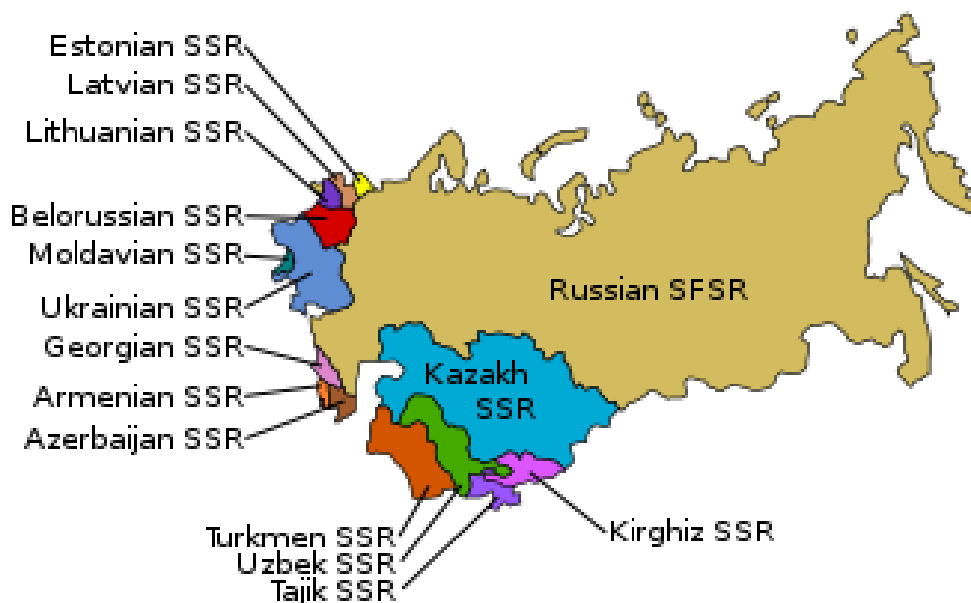 Estonian SSR
Latvian SSR
Lithuanian SSR
Belorussian SSR
Moldavian SSR
Ukrainian SSR
Georgian SSR
Armenian SSR
Azerbaijan SSR
Russian SFSR
Kazakh
SSR
Turkmen SSR
Uzbek SSR
Tajik SSR
Kirghiz SSR